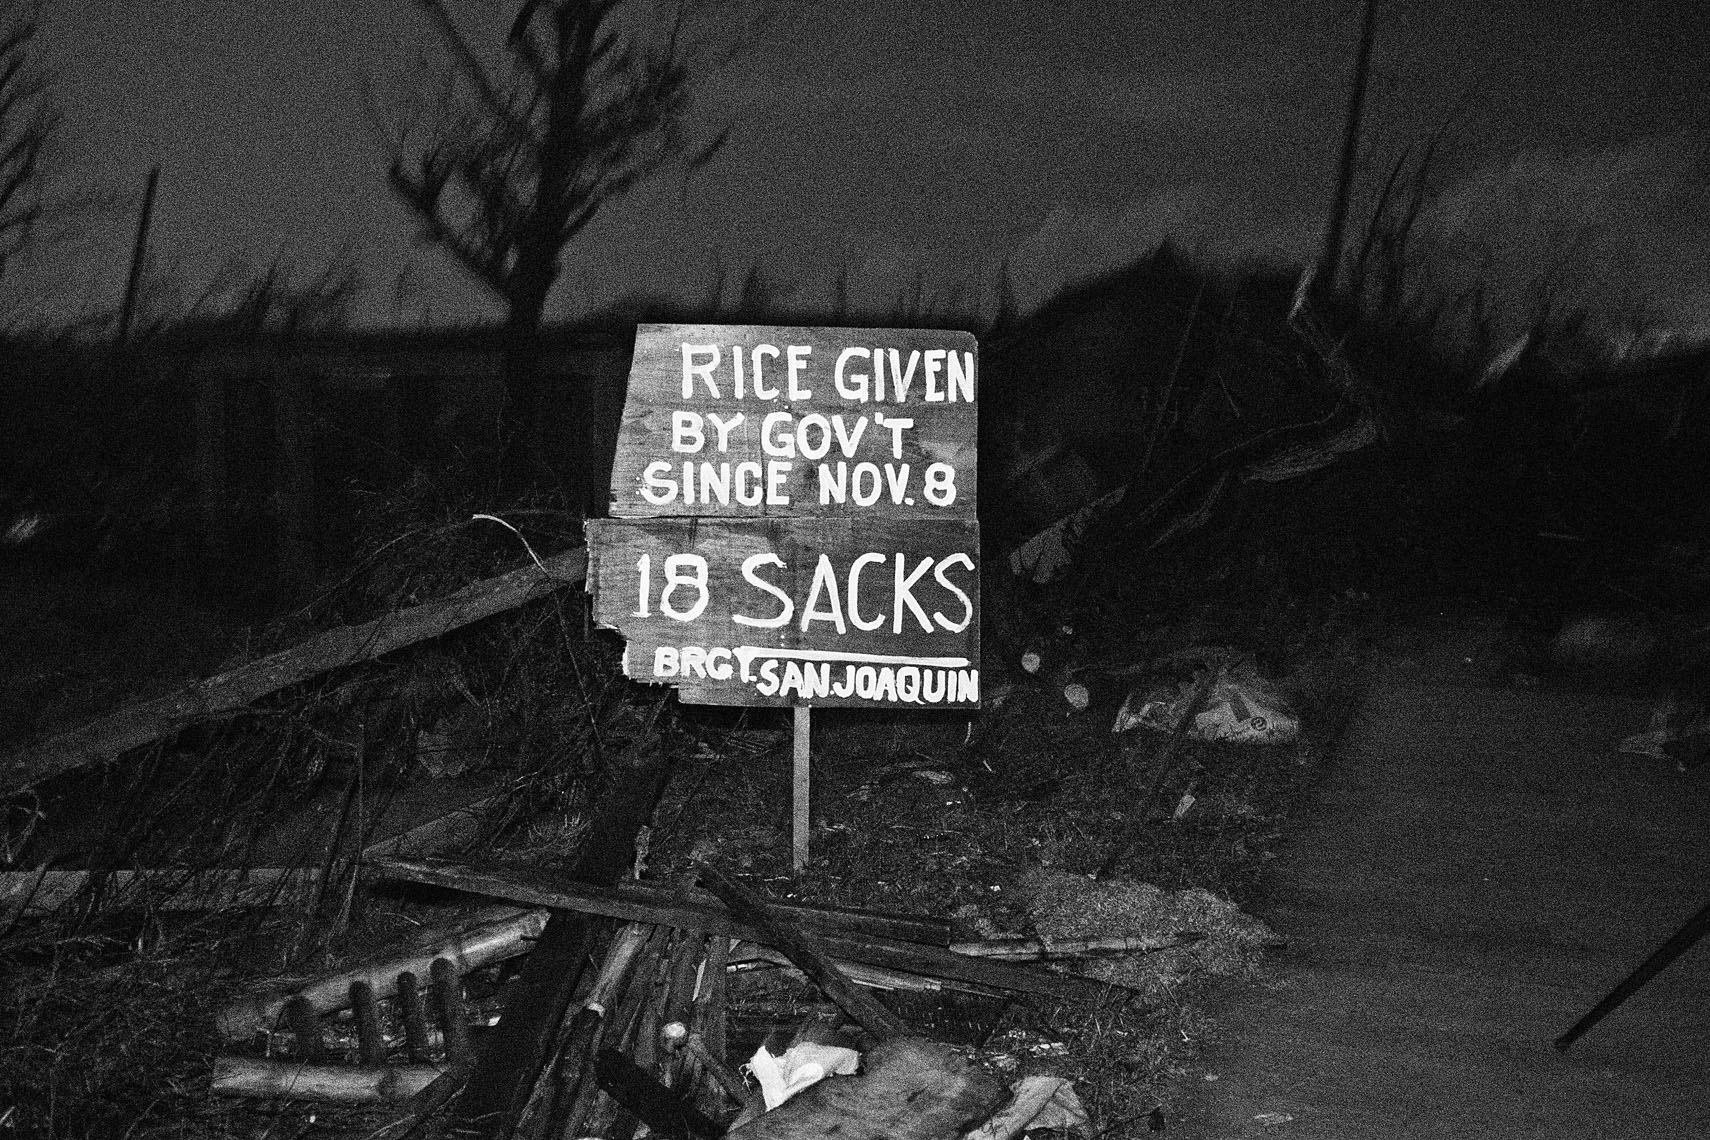 RICE GIVEN
BY GOV'T
SINCE NOV. 8
18 SACKS
BRGY. SAN JOAQUIN